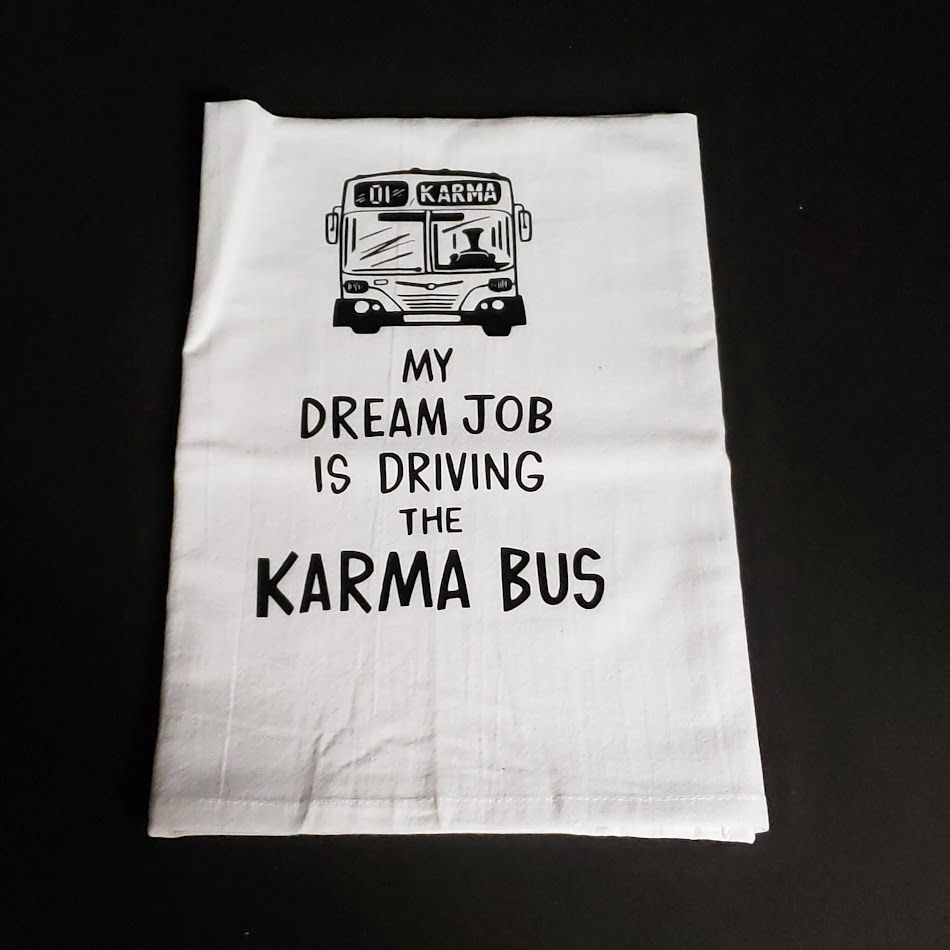 01 KARMA
MY
DREAM JOB
IS DRIVING
THE
KARMA BUS